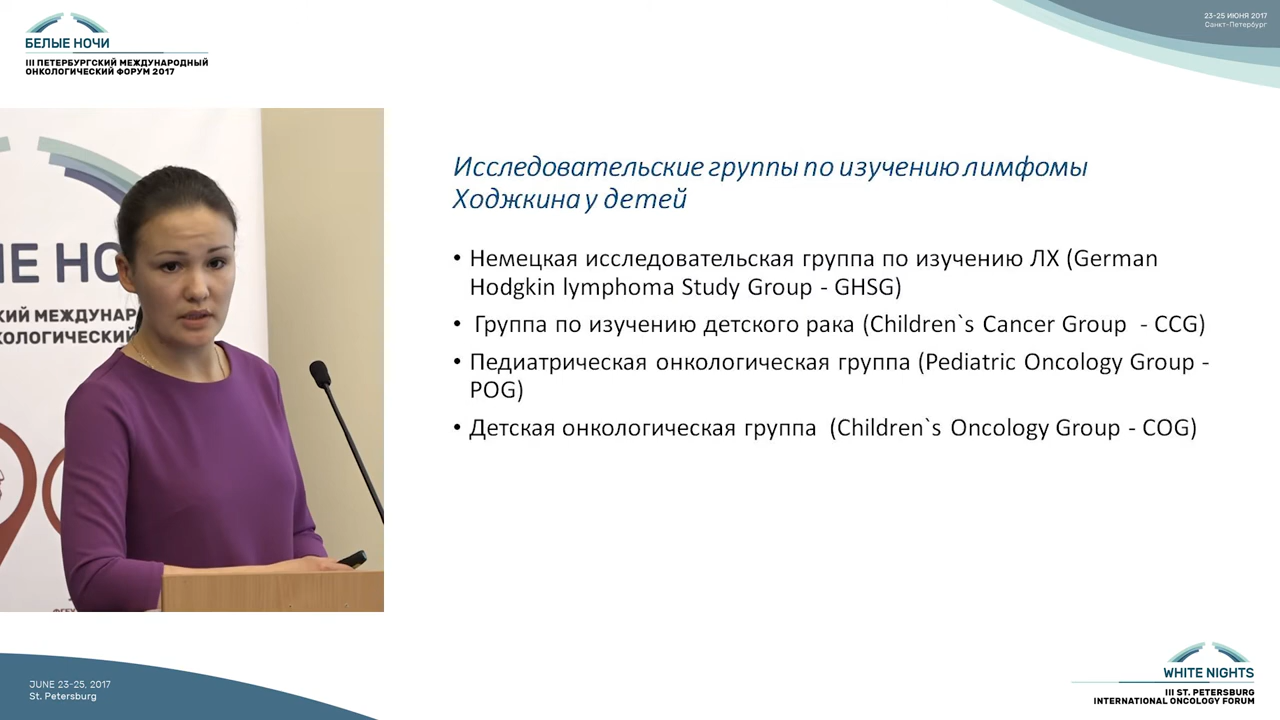 БЕЛЫЕ НОЧИ
III ПЕТЕРБУРГСКИЙ МЕЖДУНАРОДНЫЙ
ОНКОЛОГИЧЕСКИЙ ФОРУМ 2017
23-25 ИЮНЯ 2017
Санкт-Петербург
Исследовательские группы по изучению лимфомы
Ходжкина у детей
• Немецкая исследовательская группа по изучению ЛХ (German
Hodgkin lymphoma Study Group - GHSG)
• Группа по изучению детского рака (Children`s Cancer Group - CCG)
• Педиатрическая онкологическая группа (Pediatric Oncology Group -
POG)
• Детская онкологическая группа (Children`s Oncology Group - COG)
JUNE 23-25, 2017
St. Petersburg
WHITE NIGHTS
III ST. PETERSBURG
INTERNATIONAL ONCOLOGY FORUM